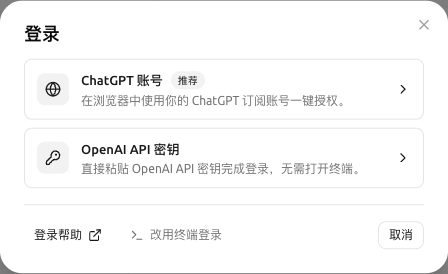 登录
ChatGPT 账号 推荐
在浏览器中使用你的 ChatGPT 订阅账号一键授权。
OpenAI API 密钥
直接粘贴 OpenAI API 密钥完成登录，无需打开终端。
登录帮助 改用终端登录 取消